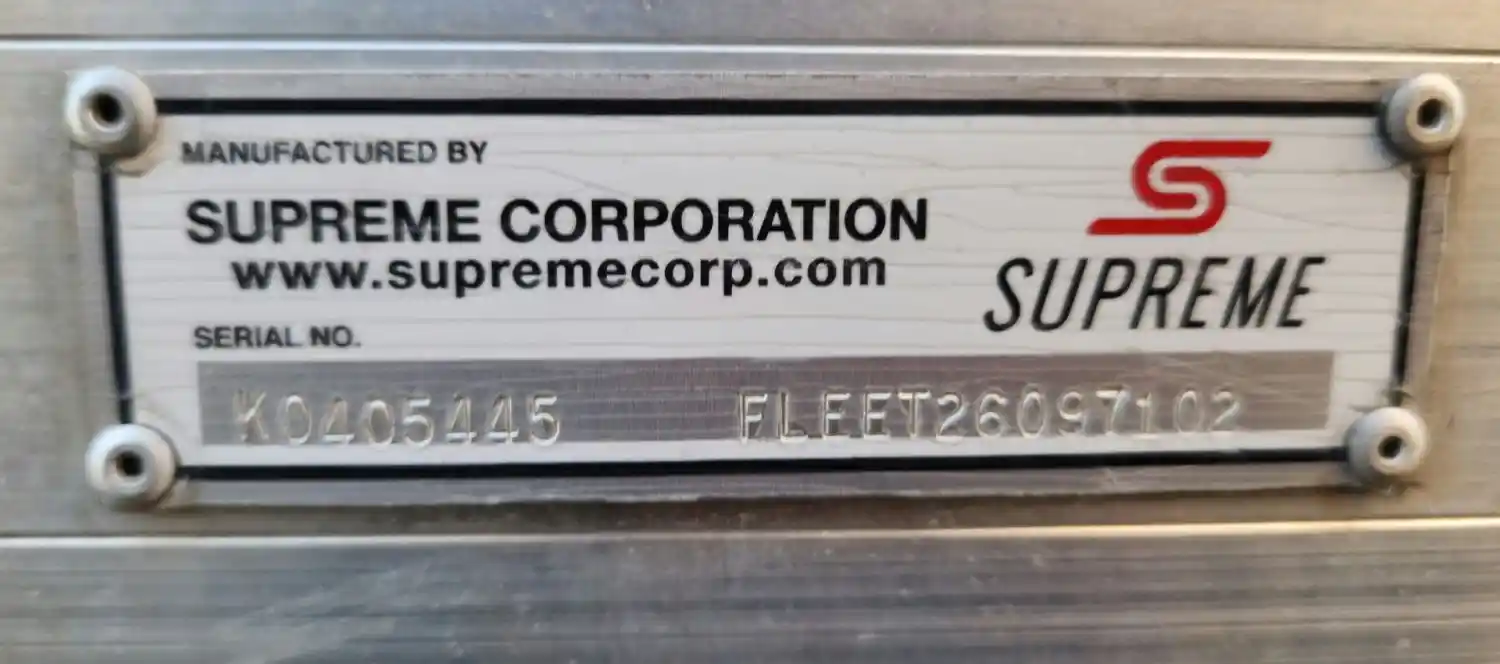 MANUFACTURED BY
SUPREME CORPORATION
www.supremecorp.com
SUPREME
SERIAL NO.
K0405445 FLEET26097102